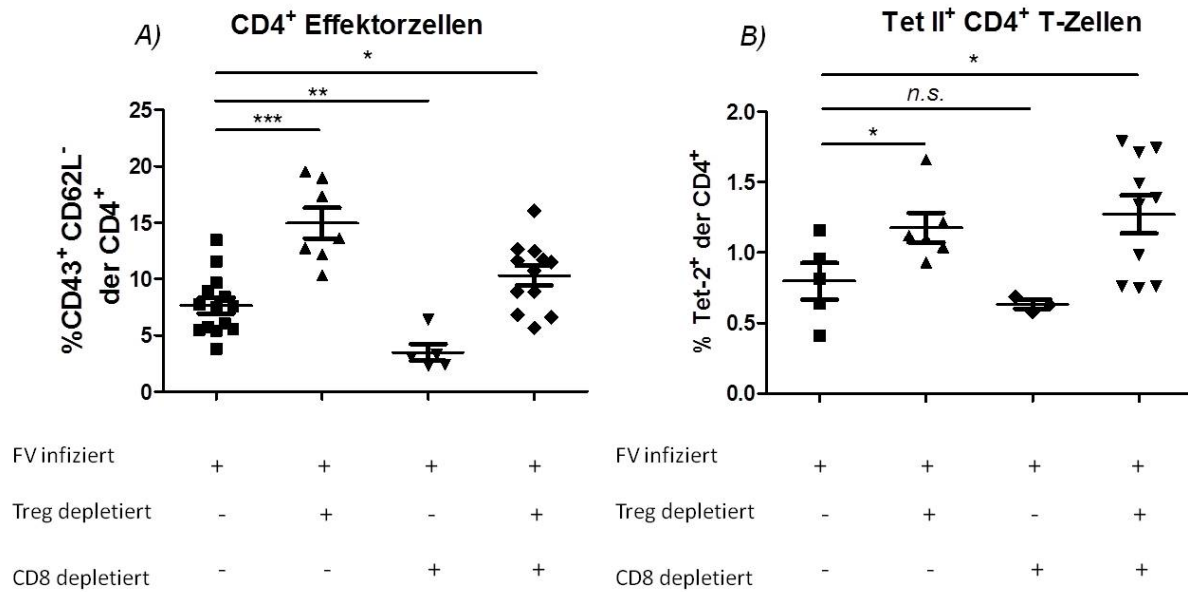 A)
CD4⁺ Effektorzellen
*
**
***
25
20
15
10
5
0
%CD43⁺ CD62L⁻
der CD4⁺
FV infiziert + + + +
Treg depletiert - + - +
CD8 depletiert - - + +
B)
Tet II⁺ CD4⁺ T-Zellen
*
n.s.
*
2.0
1.5
1.0
0.5
0.0
% Tet-2⁺ der CD4⁺
FV infiziert + + + +
Treg depletiert - + - +
CD8 depletiert - - + +